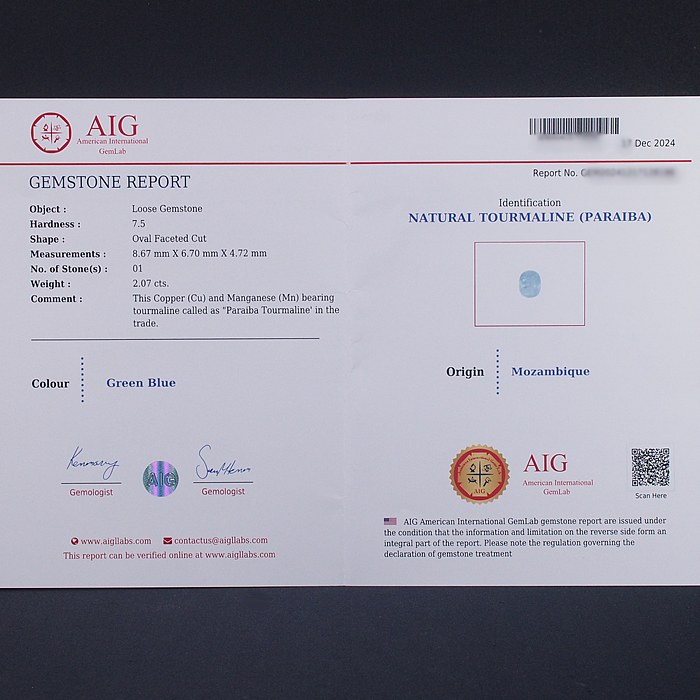 AIG
American International
GemLab
GEMSTONE REPORT
Object : Loose Gemstone
Hardness : 7.5
Shape : Oval Faceted Cut
Measurements : 8.67 mm X 6.70 mm X 4.72 mm
No. of Stone(s) : 01
Weight : 2.07 cts.
Comment : This Copper (Cu) and Manganese (Mn) bearing
tourmaline called as "Paraiba Tourmaline' in the
trade.
Colour Green Blue
Gemologist
AIG
Gemologist
www.aigllabs.com contactus@aigllabs.com
This report can be verified online at www.aigllabs.com
Dec 2024
Report No.
Identification
NATURAL TOURMALINE (PARAIBA)
Origin Mozambique
AIG
AIG
American International
GemLab
Scan Here
AIG American International GemLab gemstone report are issued under
the condition that the information and limitation on the reverse side form an
integral part of the report. Please note the regulation governing the
declaration of gemstone treatment